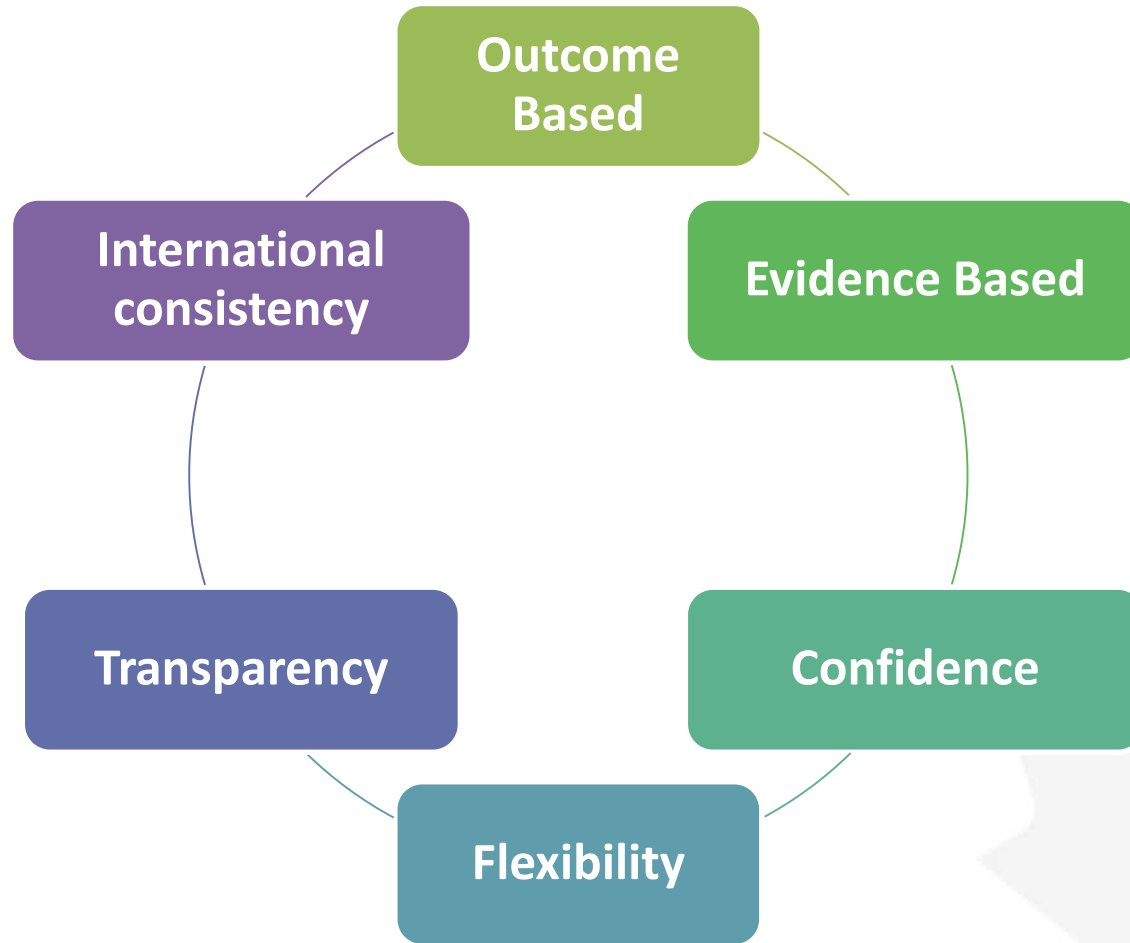 Outcome
Based
Evidence Based
Confidence
Flexibility
Transparency
International
consistency